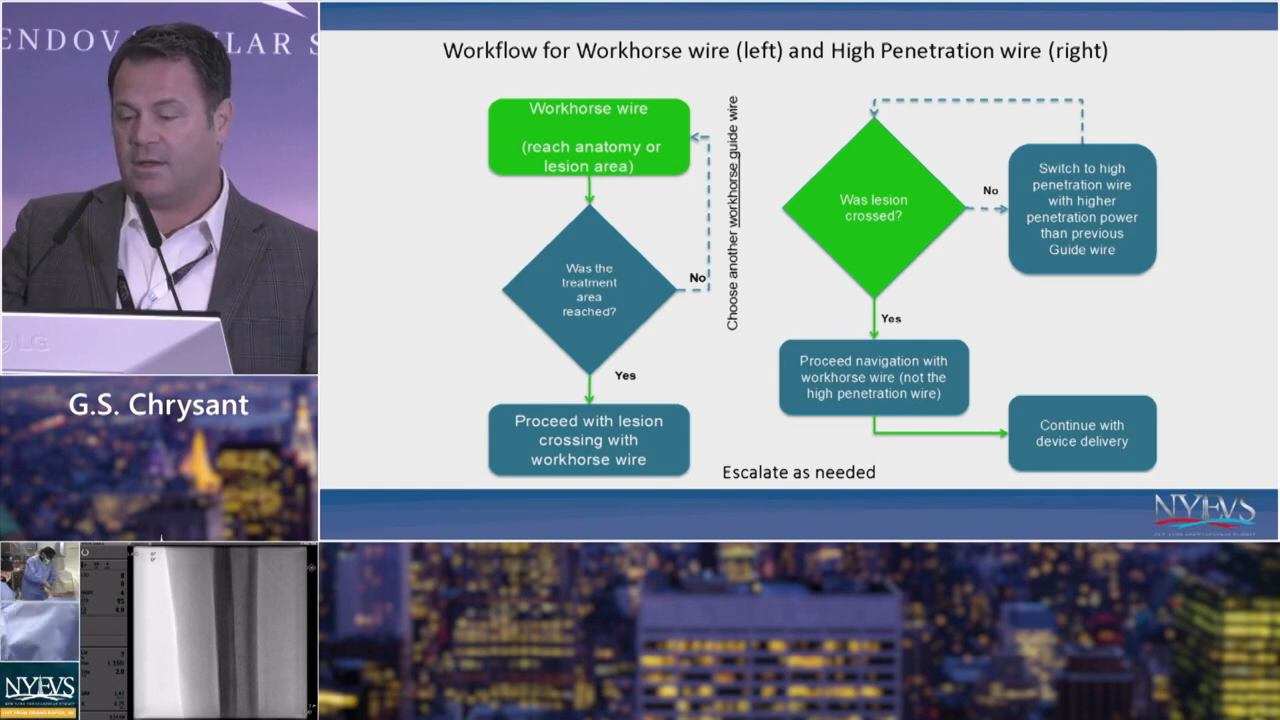 ENDOVASCULAR S
LG
G.S. Chrysant
NYEVS
Workflow for Workhorse wire (left) and High Penetration wire (right)
Workhorse wire
(reach anatomy or
lesion area)
Was the
treatment
area
reached?
No
Yes
Proceed with lesion
crossing with
workhorse wire
Choose another workhorse guide wire
Was lesion
crossed?
No
Switch to high
penetration wire
with higher
penetration power
than previous
Guide wire
Yes
Proceed navigation with
workhorse wire (not the
high penetration wire)
Continue with
device delivery
Escalate as needed
NYEVS